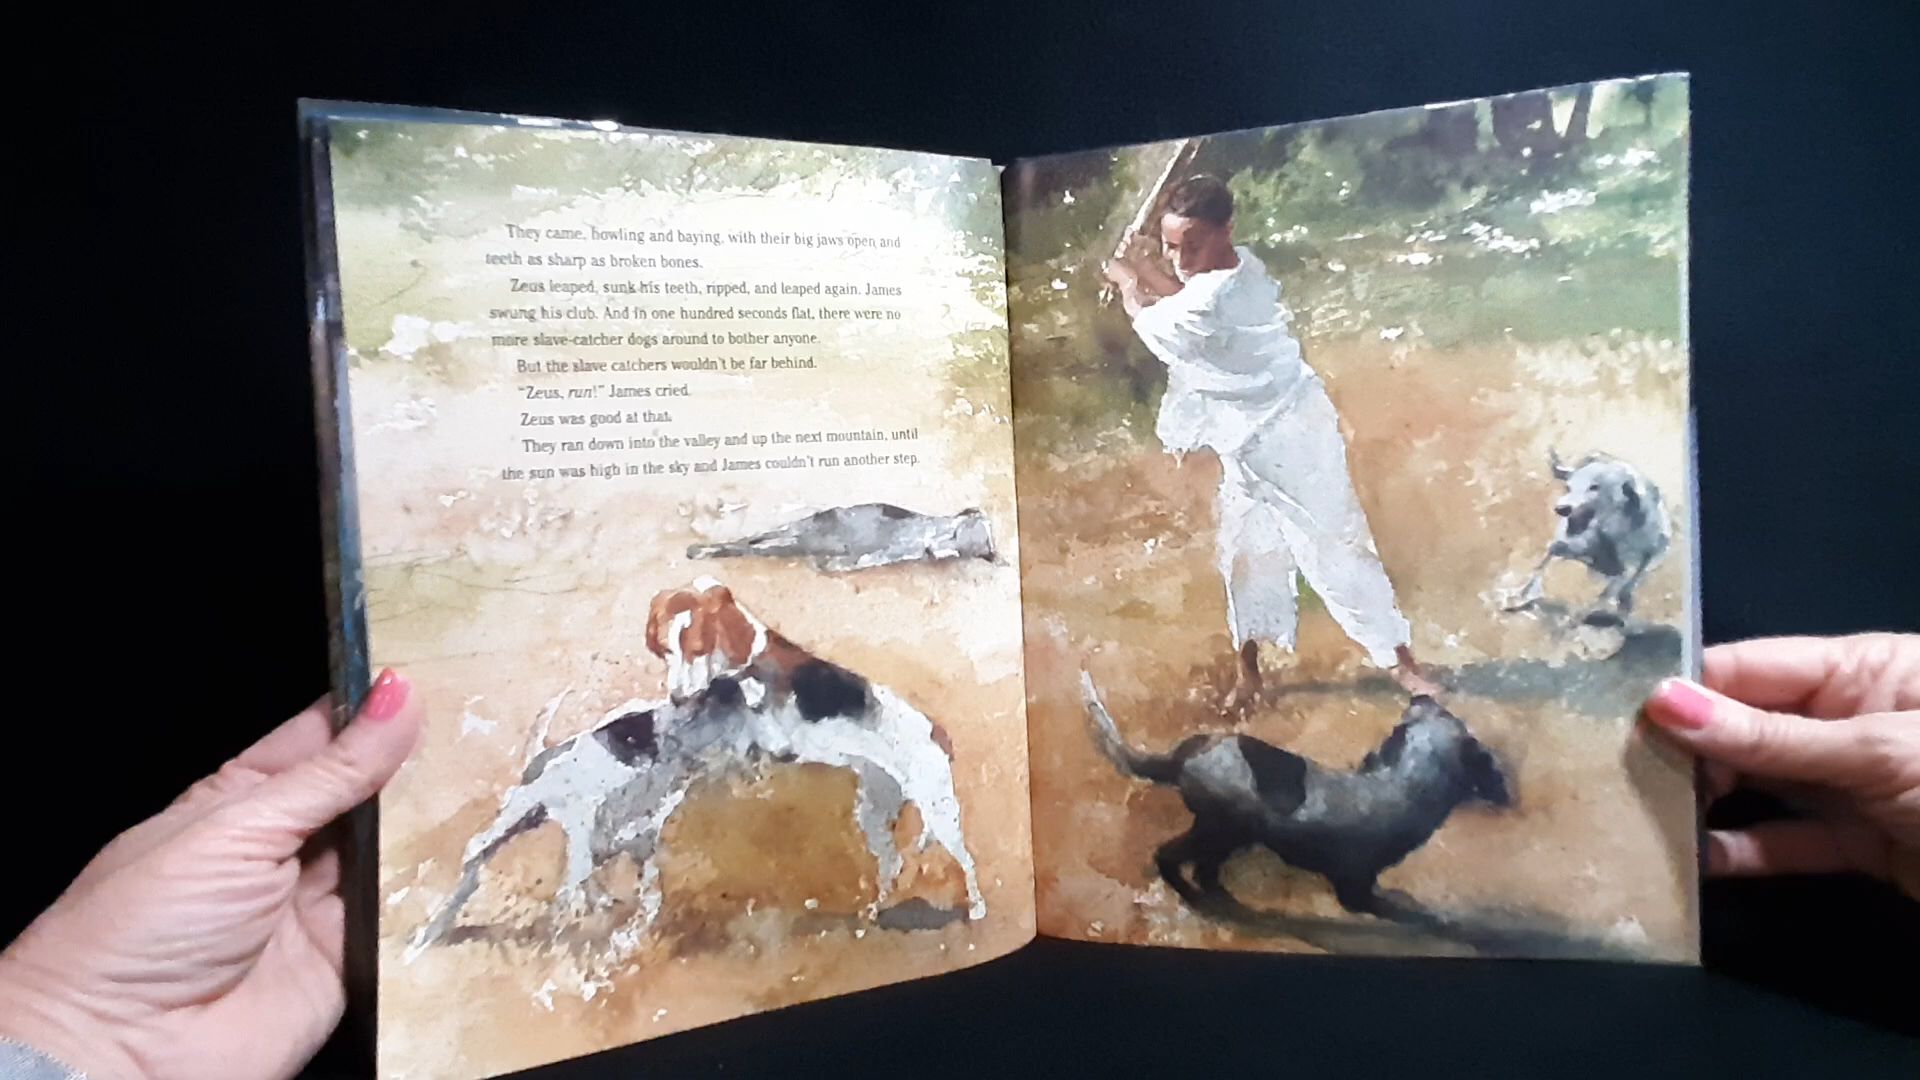 They came, howling and baying, with their big jaws open and
teeth as sharp as broken bones.
Zeus leaped, sunk his teeth, ripped, and leaped again. James
swung his club. And in one hundred seconds flat, there were no
more slave-catcher dogs around to bother anyone.
But the slave catchers wouldn't be far behind.
"Zeus, run!" James cried.
Zeus was good at that.
They ran down into the valley and up the next mountain, until
the sun was high in the sky and James couldn't run another step.